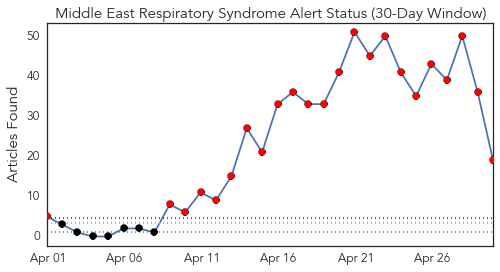 Middle East Respiratory Syndrome Alert Status (30-Day Window)
Articles Found
50
40
30
20
10
0
Apr 01 Apr 06 Apr 11 Apr 16 Apr 21 Apr 26